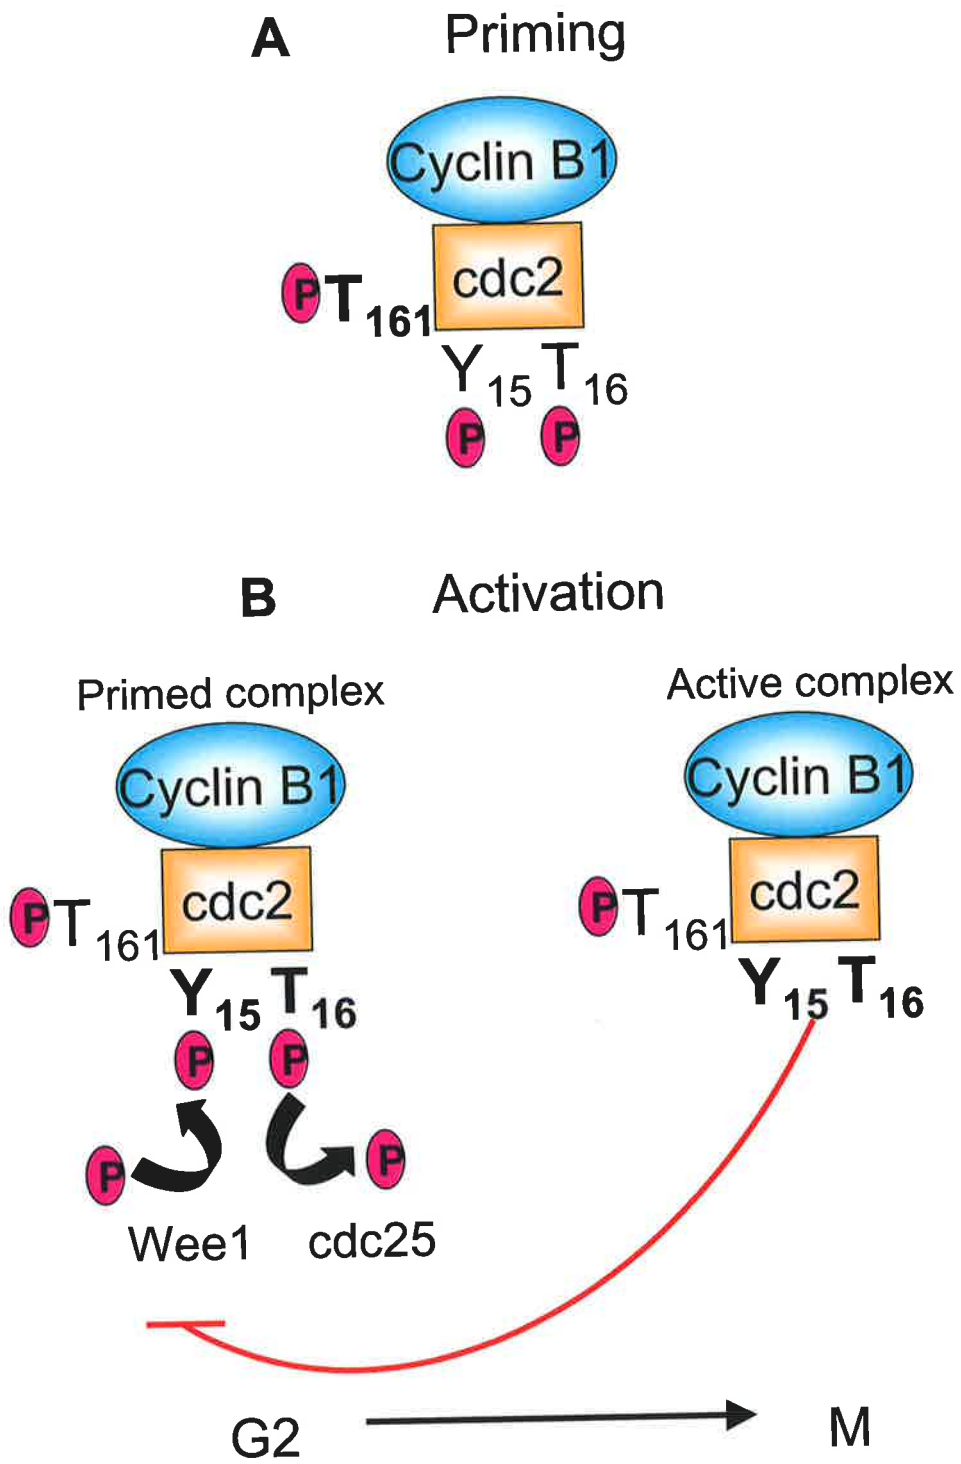 A Priming
Cyclin B1
cdc2
P T161
Y15 T16
P P
B Activation
Primed complex
Active complex
Cyclin B1
Cyclin B1
cdc2
cdc2
P T161
P T161
Y15 T16
Y15 T16
P P
P P
Wee1 cdc25
G2 M